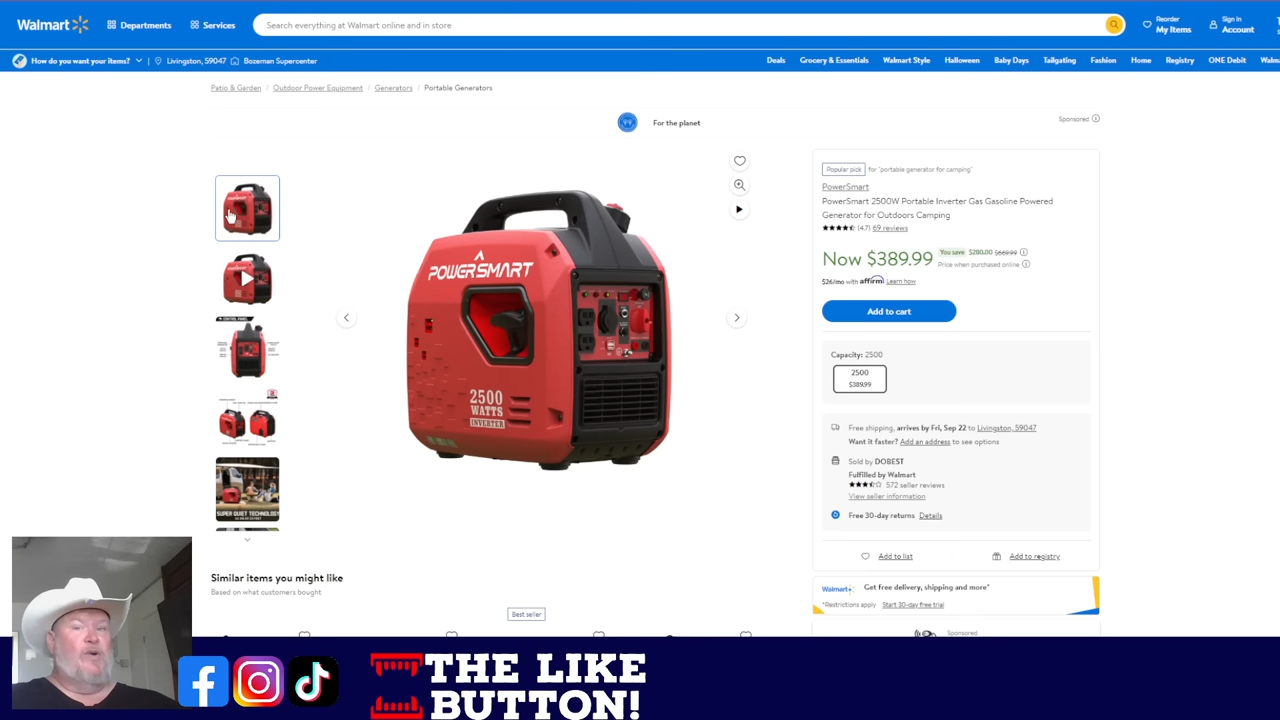 Walmart
Departments
Services
Search everything at Walmart online and in store
Reorder
My Items
Sign In
Account
How do you want your items?
Livingston, 59047
Bozeman Supercenter
Deals
Grocery & Essentials
Walmart Style
Halloween
Baby Days
Tailgating
Fashion
Home
Registry
ONE Debit
Patio & Garden / Outdoor Power Equipment / Generators / Portable Generators
For the planet
Sponsored
Popular pick for "portable generator for camping"
PowerSmart
PowerSmart 2500W Portable Inverter Gas Gasoline Powered
Generator for Outdoors Camping
(4.7) 69 reviews
Now $389.99
You save $280.00 $669.99
Price when purchased online
$26/mo with affirm Learn how
Add to cart
Capacity: 2500
2500
$389.99
Free shipping, arrives by Fri, Sep 22 to Livingston, 59047
Want it faster? Add an address to see options
Sold by DOBEST
Fulfilled by Walmart
572 seller reviews
View seller information
Free 30-day returns Details
Add to list
Add to registry
Walmart+
Get free delivery, shipping and more*
*Restrictions apply Start 30-day free trial
Sponsored
POWERSMART
2500
WATTS
INVERTER
CONTROL PANEL
SUPER QUIET TECHNOLOGY
Similar items you might like
Based on what customers bought
Best seller
THE LIKE
BUTTON!